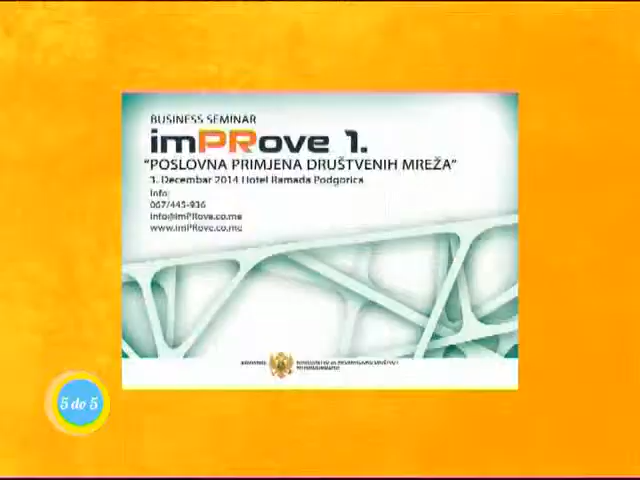 BUSINESS SEMINAR
imPRove 1.
"POSLOVNA PRIMJENA DRUŠTVENIH MREŽA"
3. Decembar 2014 Hotel Ramada Podgorica
Info:
067/445-936
info@imPRove.co.me
www.imPRove.co.me
5 do 5